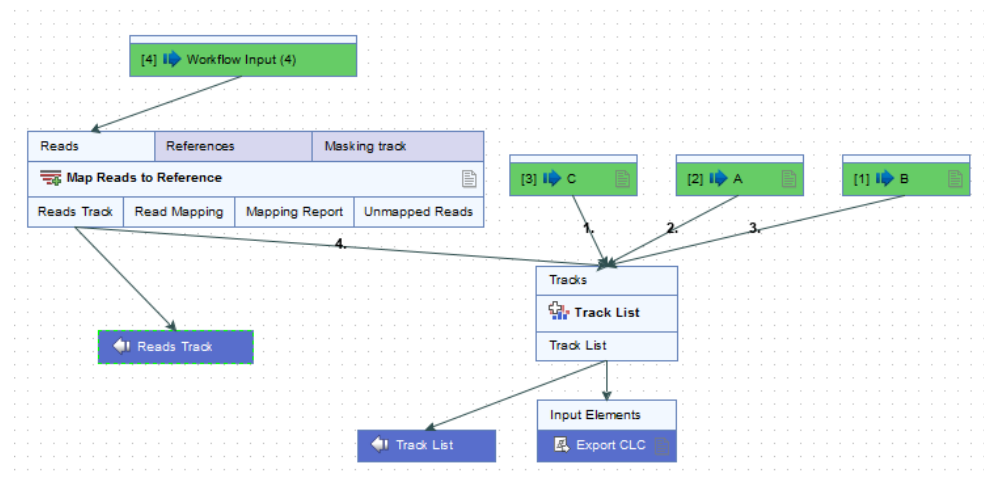 [4] Workflow Input (4)
Reads References Masking track
Map Reads to Reference
Reads Track Read Mapping Mapping Report Unmapped Reads
[3] C
[2] A
[1] B
1.
2.
3.
4.
Tracks
Track List
Track List
Reads Track
Track List
Input Elements
Export CLC